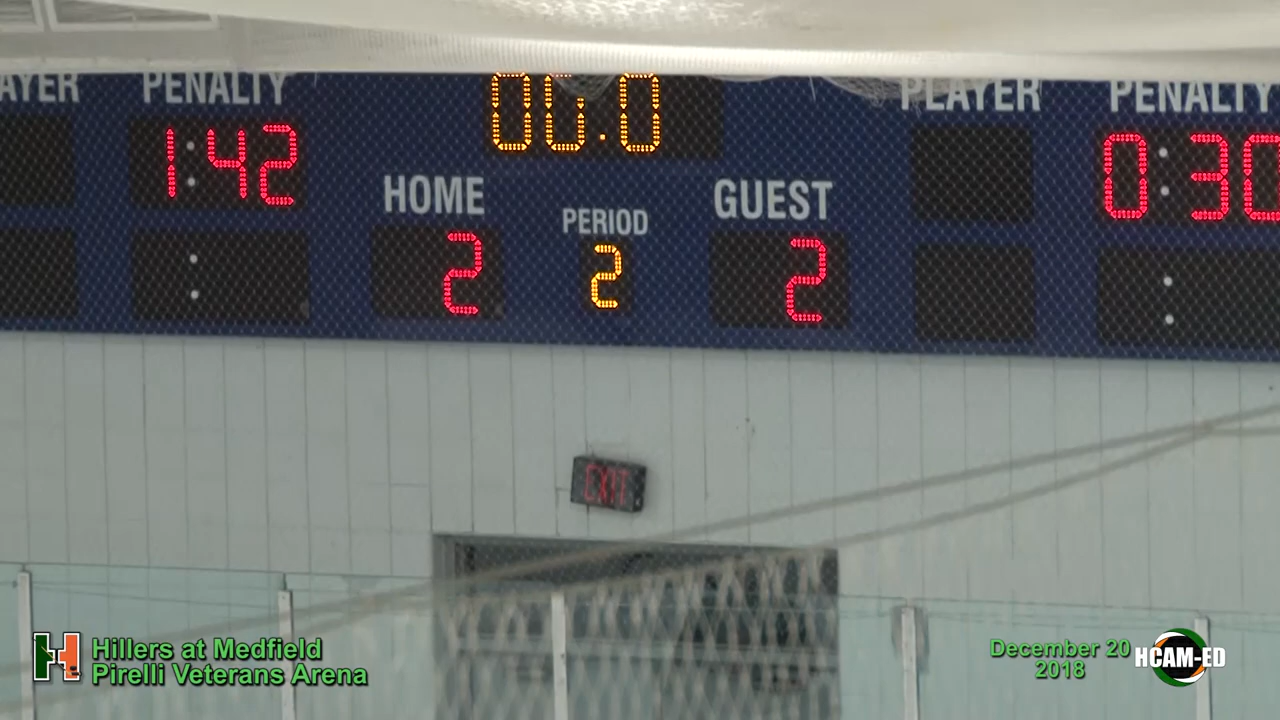 AYER PENALTY 00.0 PLAYER PENALTY
1:42 0:30
HOME PERIOD GUEST
2 2 2
EXIT
H Hillers at Medfield
Pirelli Veterans Arena
December 20
2018
HCAM-ED